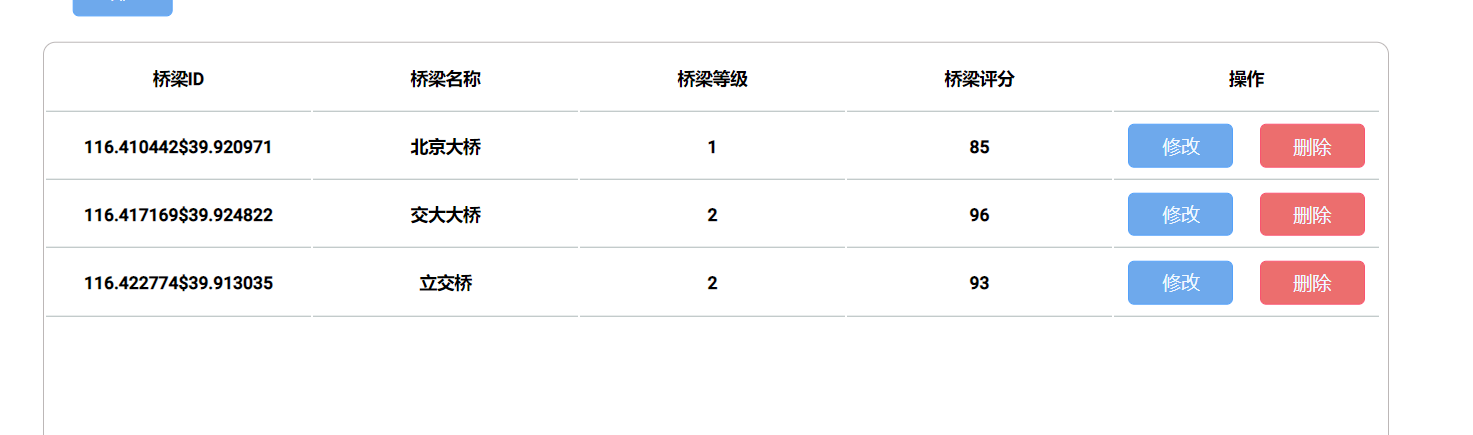 桥梁ID 桥梁名称 桥梁等级 桥梁评分 操作
116.410442$39.920971 北京大桥 1 85 修改 删除
116.417169$39.924822 交大大桥 2 96 修改 删除
116.422774$39.913035 立交桥 2 93 修改 删除